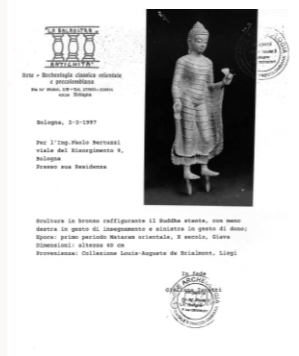 LA BALAUSTRA
ANTICHITA'
Arte - Archeologia classica orientale
e precolombiana
Bologna
Bologna, 2-2-1997
Per l'Ing.Paolo Bertuzzi
viale del Risorgimento
Bologna
Presso sua Residenza
Scultura in bronzo raffigurante il Buddha stante, con mano
destra in gesto di insegnamento e sinistra in gesto di dono;
Epoca: primo periodo Mataram orientale, X secolo, Giava
Dimensioni: altezza 40 cm
Provenienza: Collezione Louis-Auguste de Brialmont, Liegi
In fede